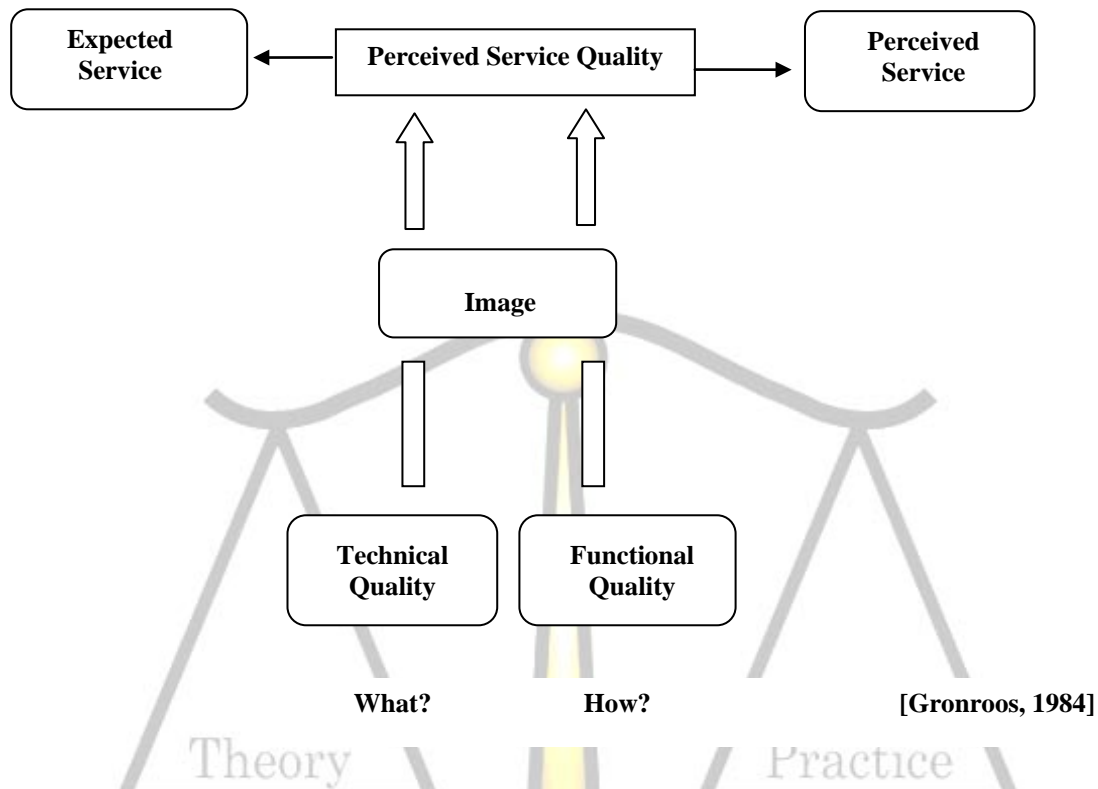 Expected
Service
Perceived Service Quality
Perceived
Service
Image
Technical
Quality
Functional
Quality
What?
How?
[Gronroos, 1984]
Theory
Practice